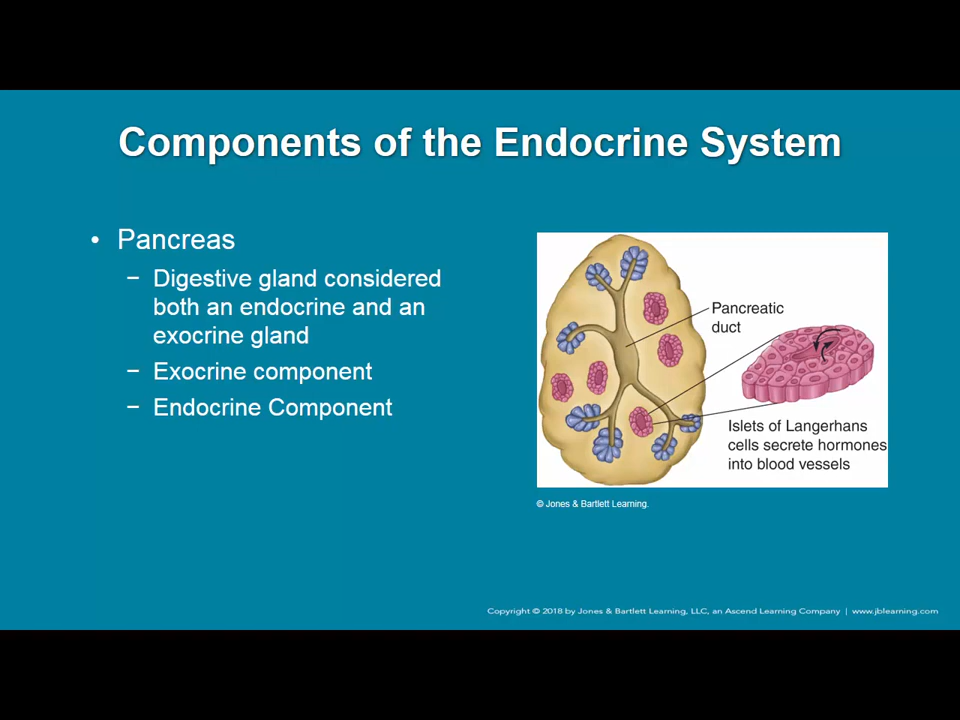 Components of the Endocrine System
• Pancreas
− Digestive gland considered
both an endocrine and an
exocrine gland
− Exocrine component
− Endocrine Component
Pancreatic
duct
Islets of Langerhans
cells secrete hormones
into blood vessels
© Jones & Bartlett Learning.
Copyright © 2018 by Jones & Bartlett Learning, LLC, an Ascend Learning Company | www.jblearning.com